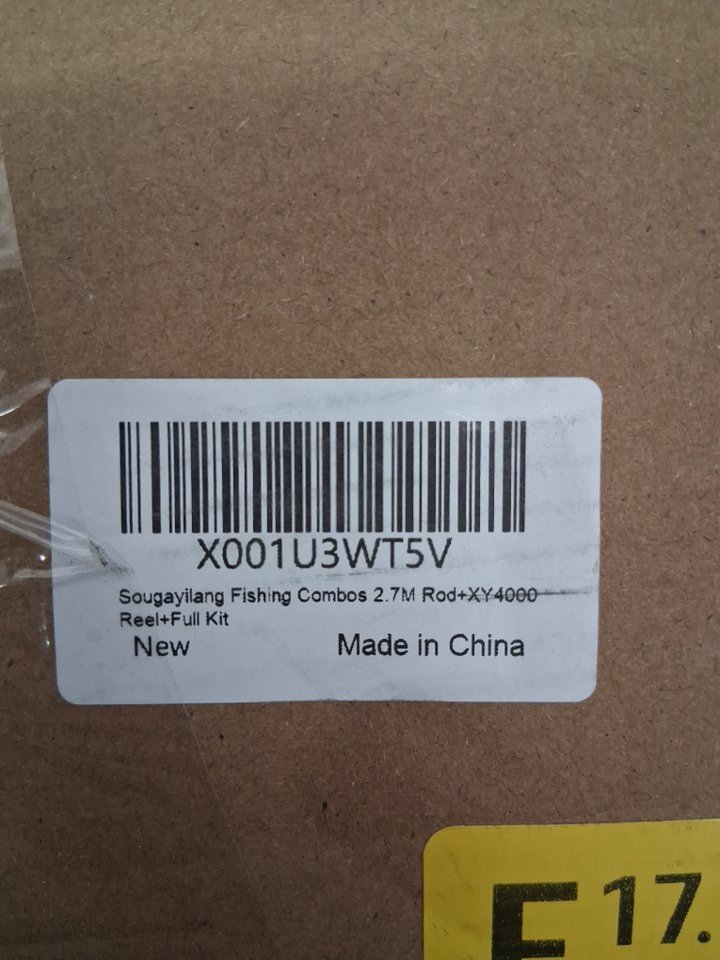 X001U3WT5V
Sougayilang Fishing Combos 2.7M Rod+XY4000
Reel+Full Kit
New Made in China
E 17.